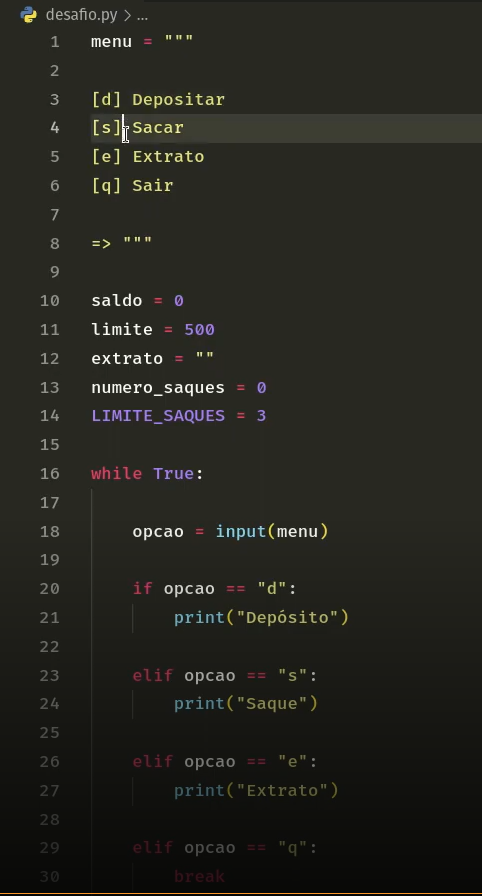 desafio.py > ...
1 menu = """
2
3 [d] Depositar
4 [s] Sacar
5 [e] Extrato
6 [q] Sair
7
8 => """
9
10 saldo = 0
11 limite = 500
12 extrato = ""
13 numero_saques = 0
14 LIMITE_SAQUES = 3
15
16 while True:
17
18     opcao = input(menu)
19
20     if opcao == "d":
21         print("Depósito")
22
23     elif opcao == "s":
24         print("Saque")
25
26     elif opcao == "e":
27         print("Extrato")
28
29     elif opcao == "q":
30         break